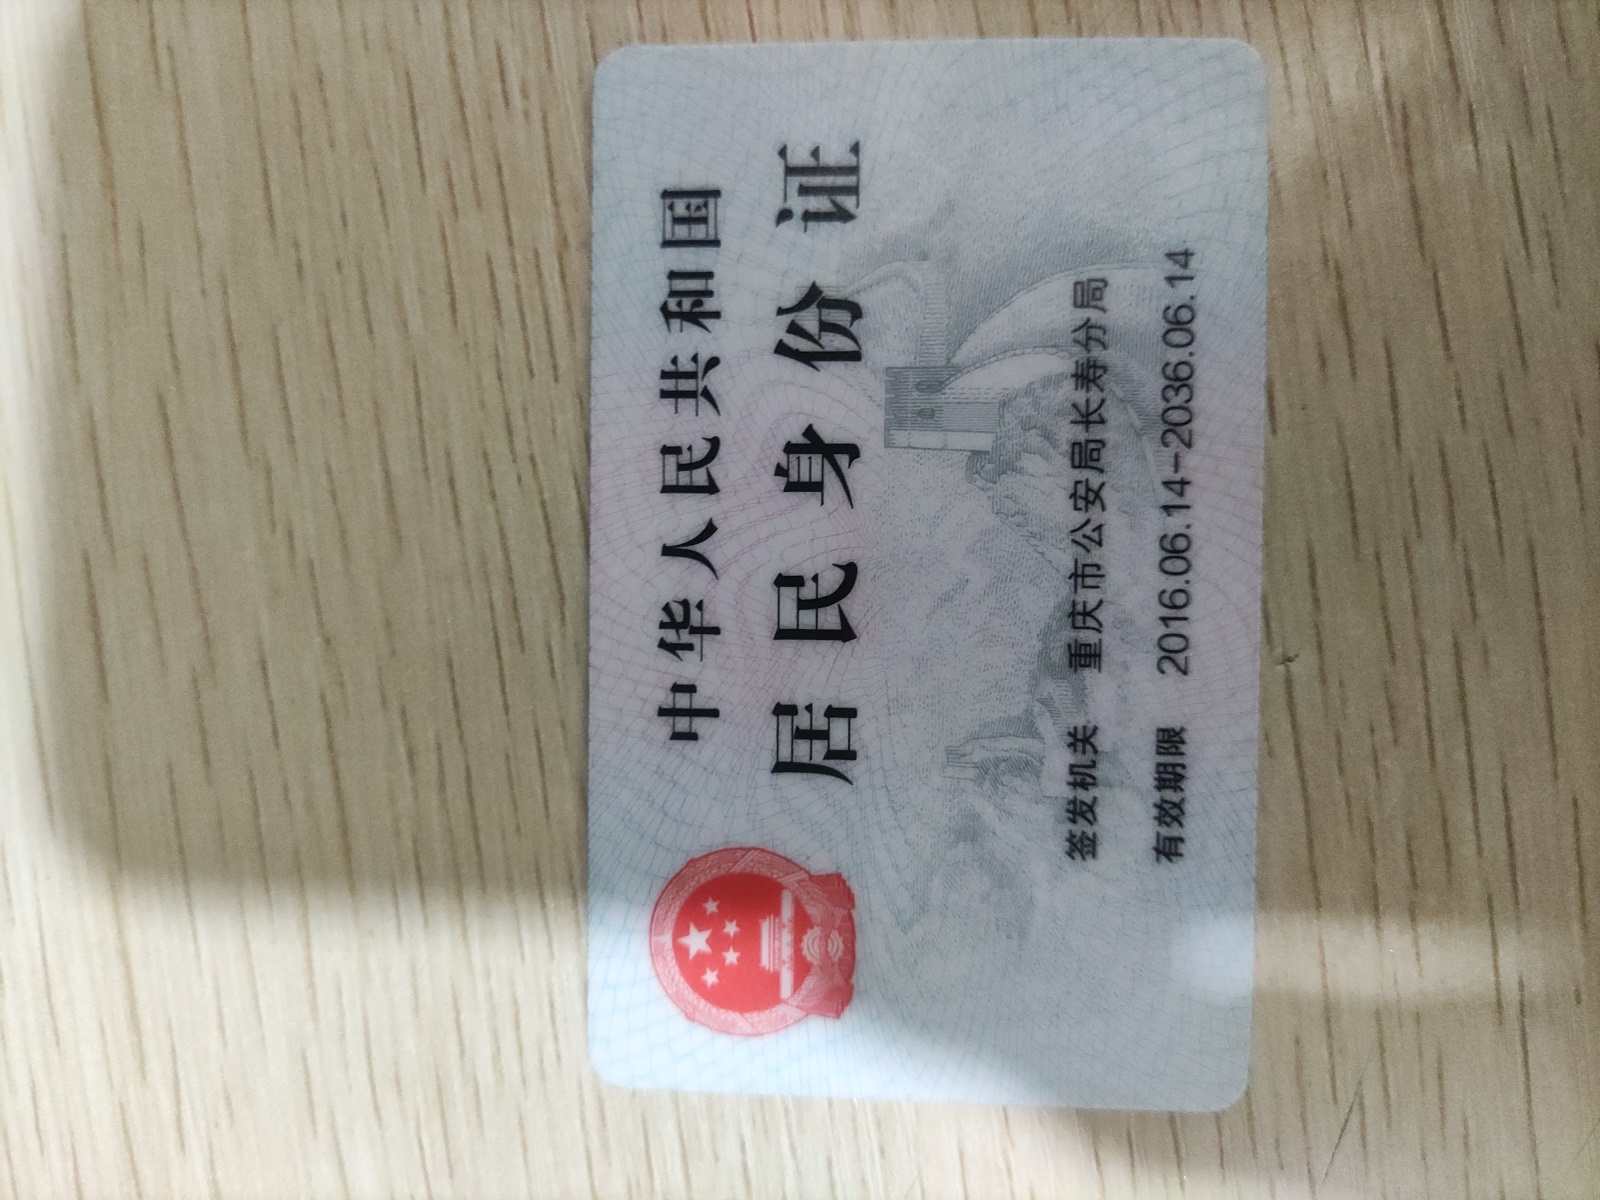 中华人民共和国
居民身份证
签发机关 重庆市公安局长寿分局
有效期限 2016.06.14-2036.06.14